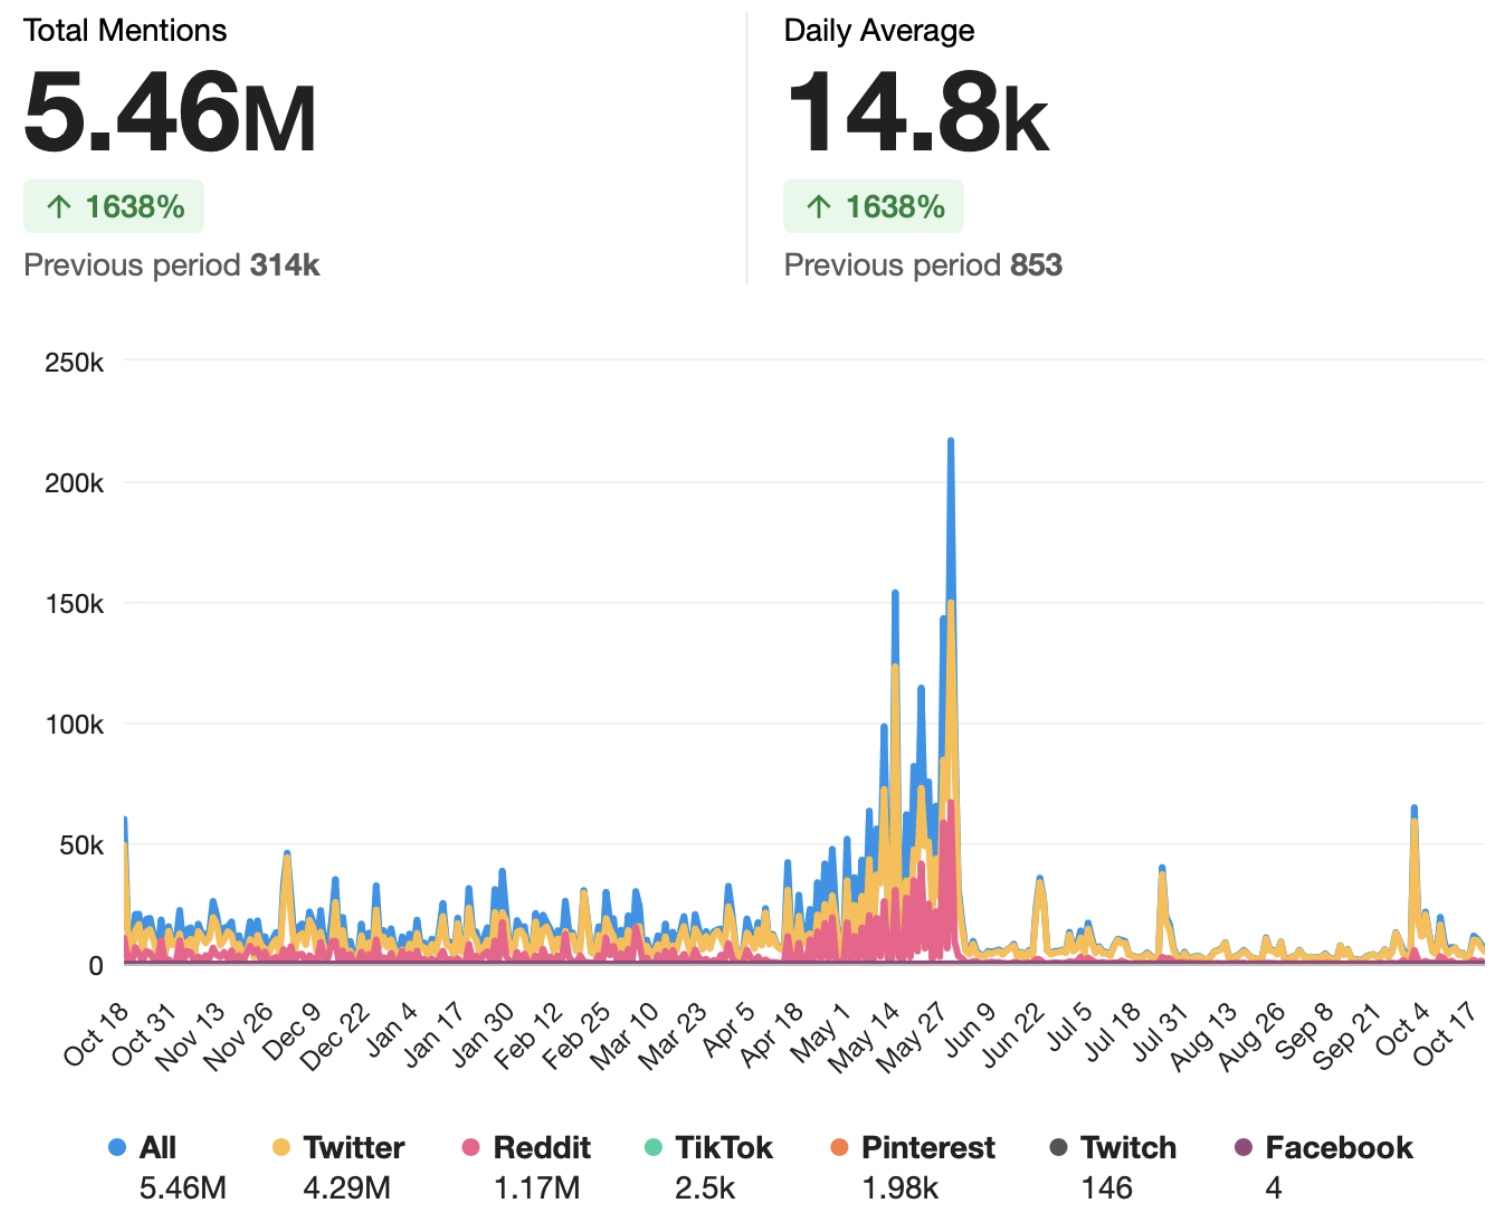 Total Mentions
5.46M
↑ 1638%
Previous period 314k
Daily Average
14.8k
↑ 1638%
Previous period 853
250k
200k
150k
100k
50k
0
Oct 18
Oct 31
Nov 13
Nov 26
Dec 9
Dec 22
Jan 4
Jan 17
Jan 30
Feb 12
Feb 25
Mar 10
Mar 23
Apr 5
Apr 18
May 1
May 14
May 27
Jun 9
Jun 22
Jul 5
Jul 18
Jul 31
Aug 13
Aug 26
Sep 8
Sep 21
Oct 4
Oct 17
All
5.46M
Twitter
4.29M
Reddit
1.17M
TikTok
2.5k
Pinterest
1.98k
Twitch
146
Facebook
4